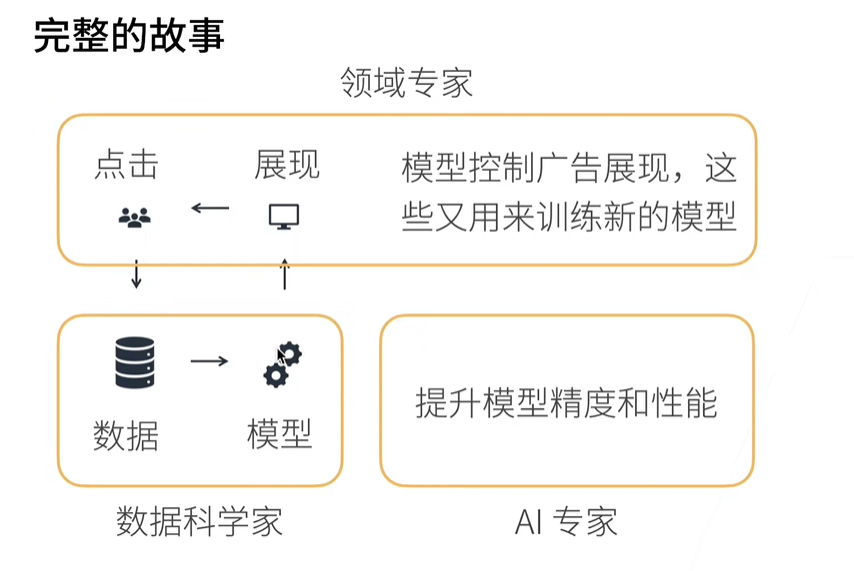 完整的故事
领域专家
点击
展现
模型控制广告展现，这
些又用来训练新的模型
数据
模型
提升模型精度和性能
数据科学家
AI 专家